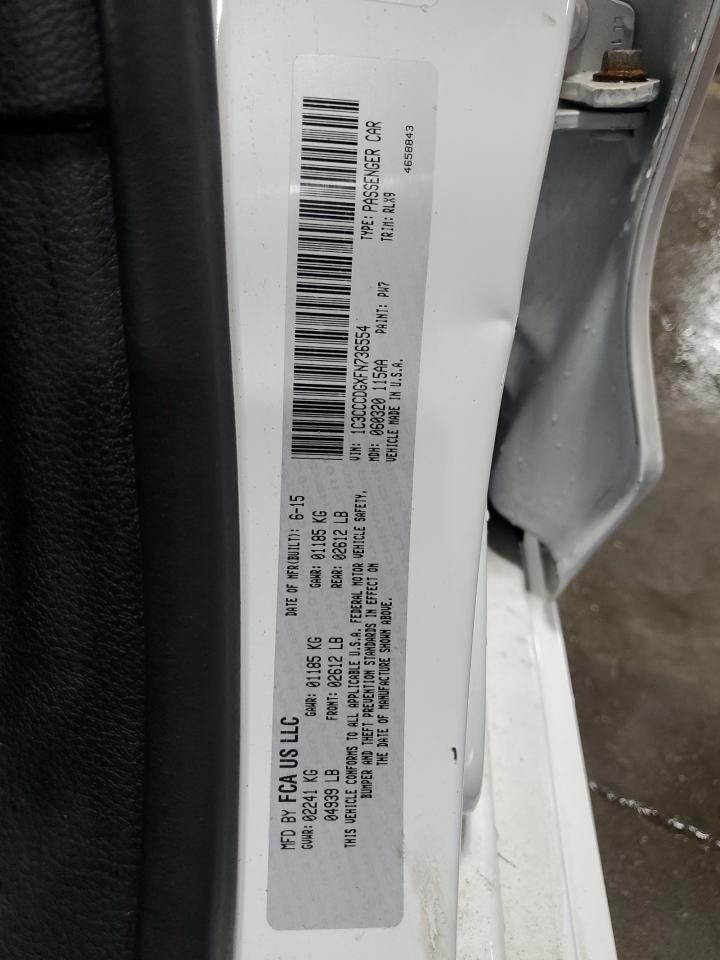 MFD BY FCA US LLC
DATE OF MFR(BUILT): 6-15
GVWR: 02241 KG
GAWR: 01185 KG
GAWR: 01185 KG
04939 LB
FRONT: 02612 LB
REAR: 02612 LB
THIS VEHICLE CONFORMS TO ALL APPLICABLE U.S.A. FEDERAL MOTOR VEHICLE SAFETY,
BUMPER AND THEFT PREVENTION STANDARDS IN EFFECT ON
THE DATE OF MANUFACTURE SHOWN ABOVE.
VIN: 1C3CCCDGXFN736554
TYPE: PASSENGER CAR
MDH: 060320 115AA
PAINT: PW7
TRIM: RLX9
VEHICLE MADE IN U.S.A.
4658843